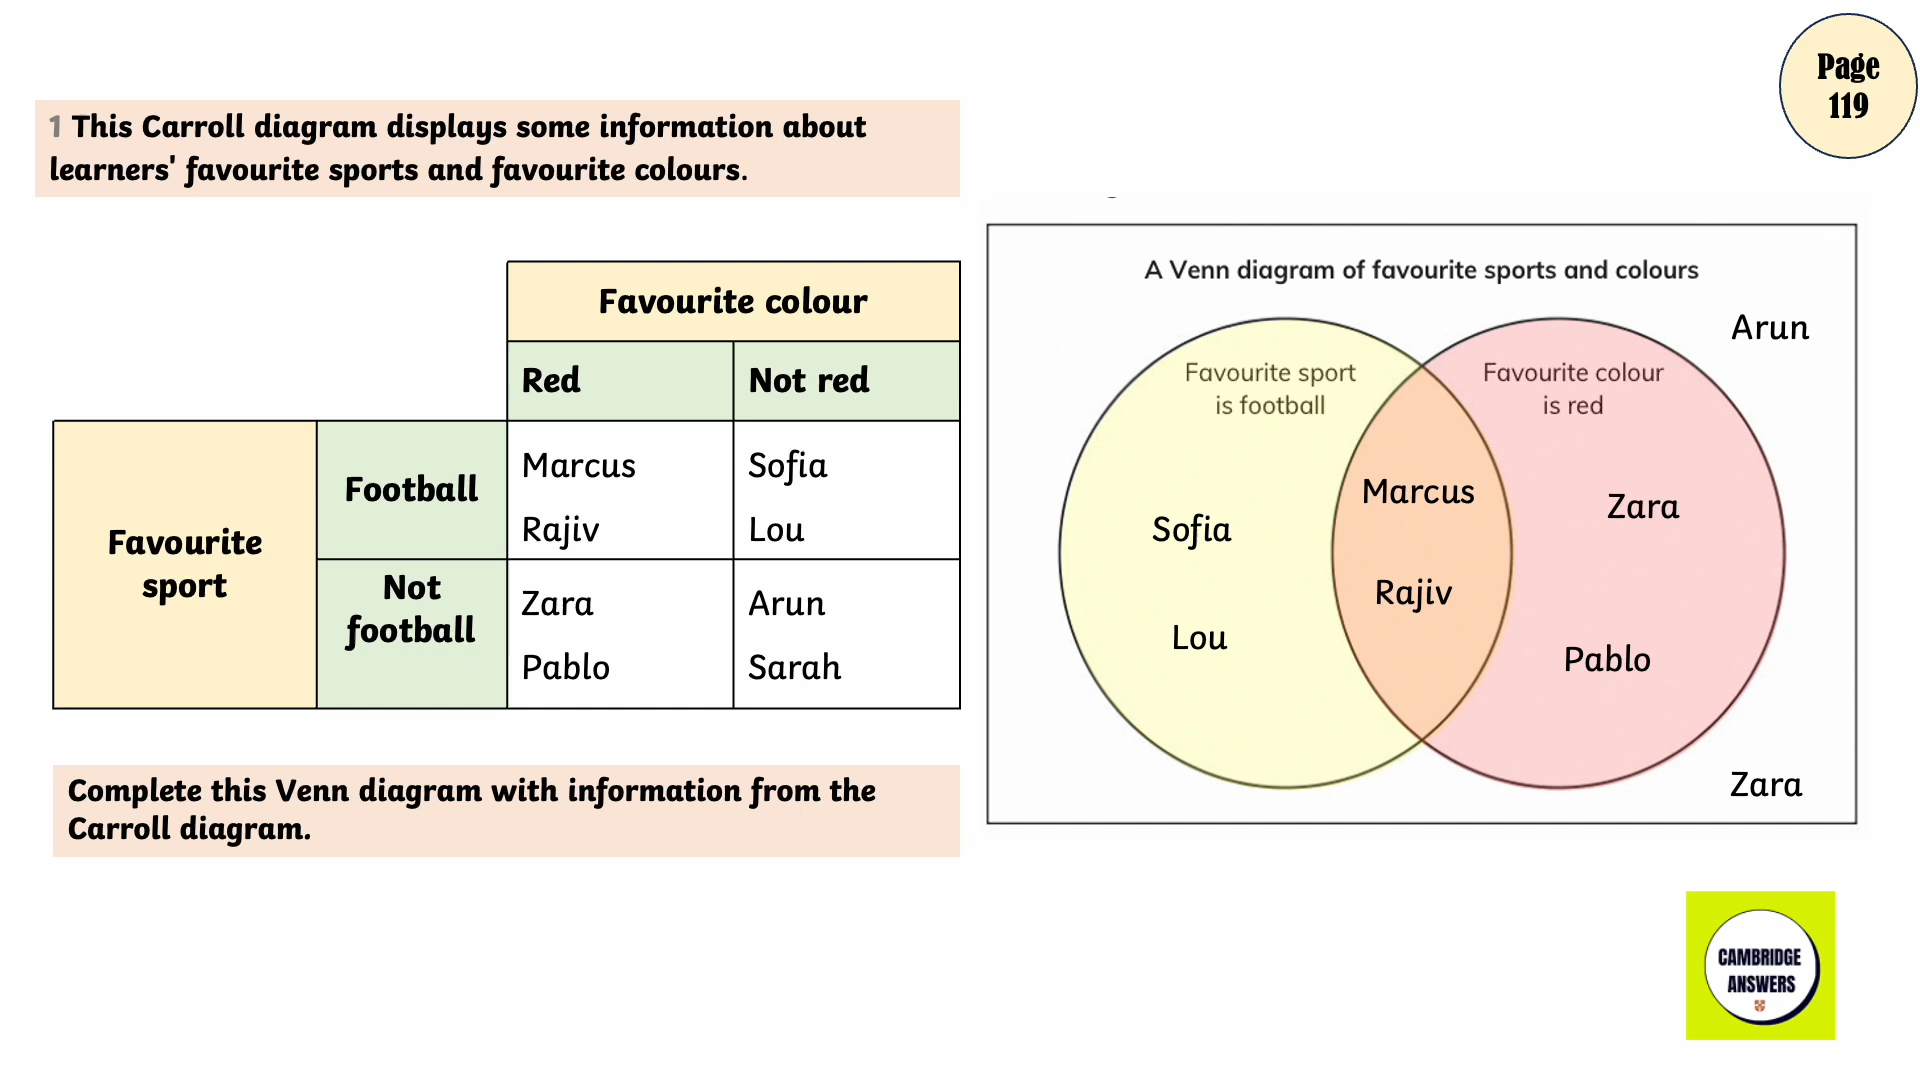 Page
119
1 This Carroll diagram displays some information about
learners' favourite sports and favourite colours.
Favourite colour
Red
Not red
Favourite
sport
Football
Marcus
Rajiv
Sofia
Lou
Not
football
Zara
Pablo
Arun
Sarah
Complete this Venn diagram with information from the
Carroll diagram.
A Venn diagram of favourite sports and colours
Arun
Favourite sport
is football
Favourite colour
is red
Sofia
Lou
Marcus
Rajiv
Zara
Pablo
Zara
CAMBRIDGE
ANSWERS